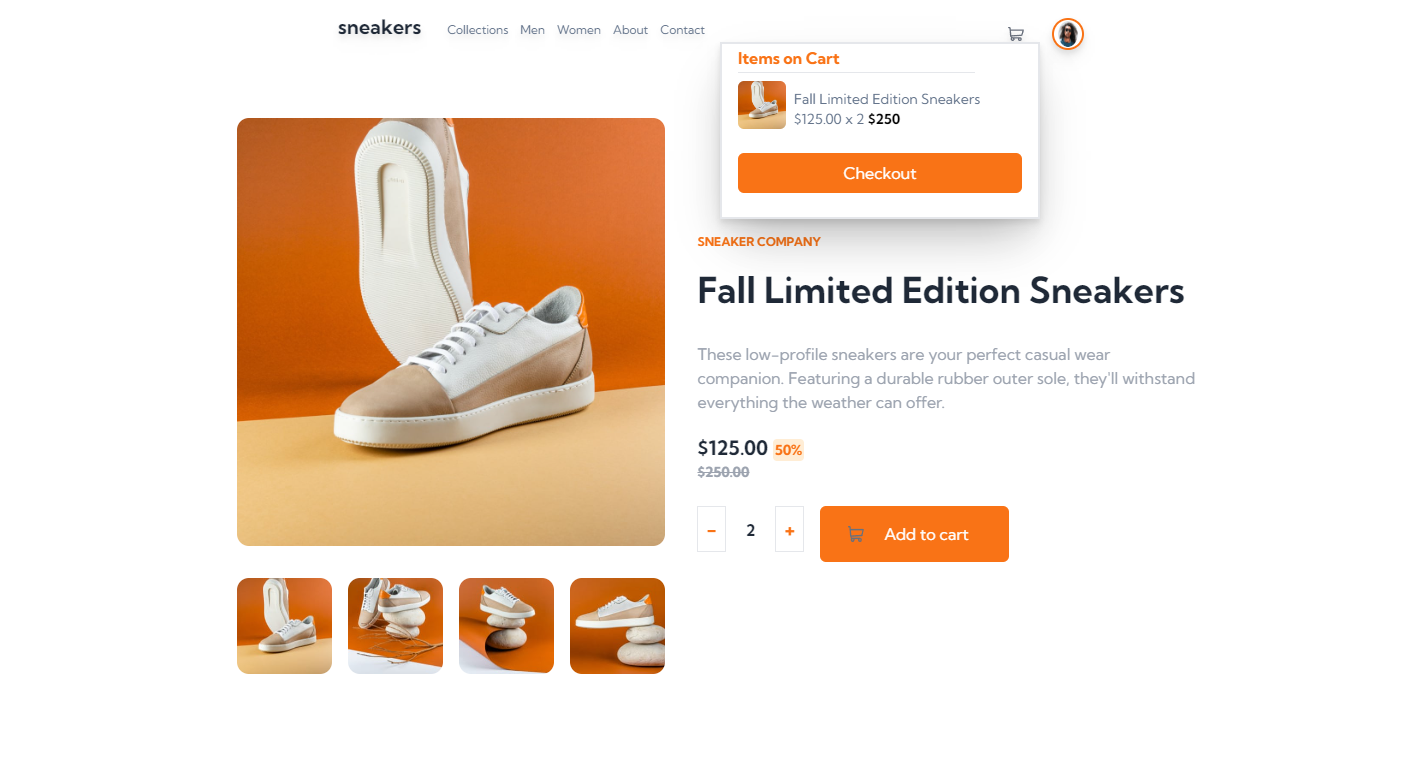 sneakers
Collections Men Women About Contact
Items on Cart
Fall Limited Edition Sneakers
$125.00 x 2 $250
Checkout
SNEAKER COMPANY
Fall Limited Edition Sneakers
These low-profile sneakers are your perfect casual wear
companion. Featuring a durable rubber outer sole, they'll withstand
everything the weather can offer.
$125.00 50%
$250.00
- 2 + Add to cart